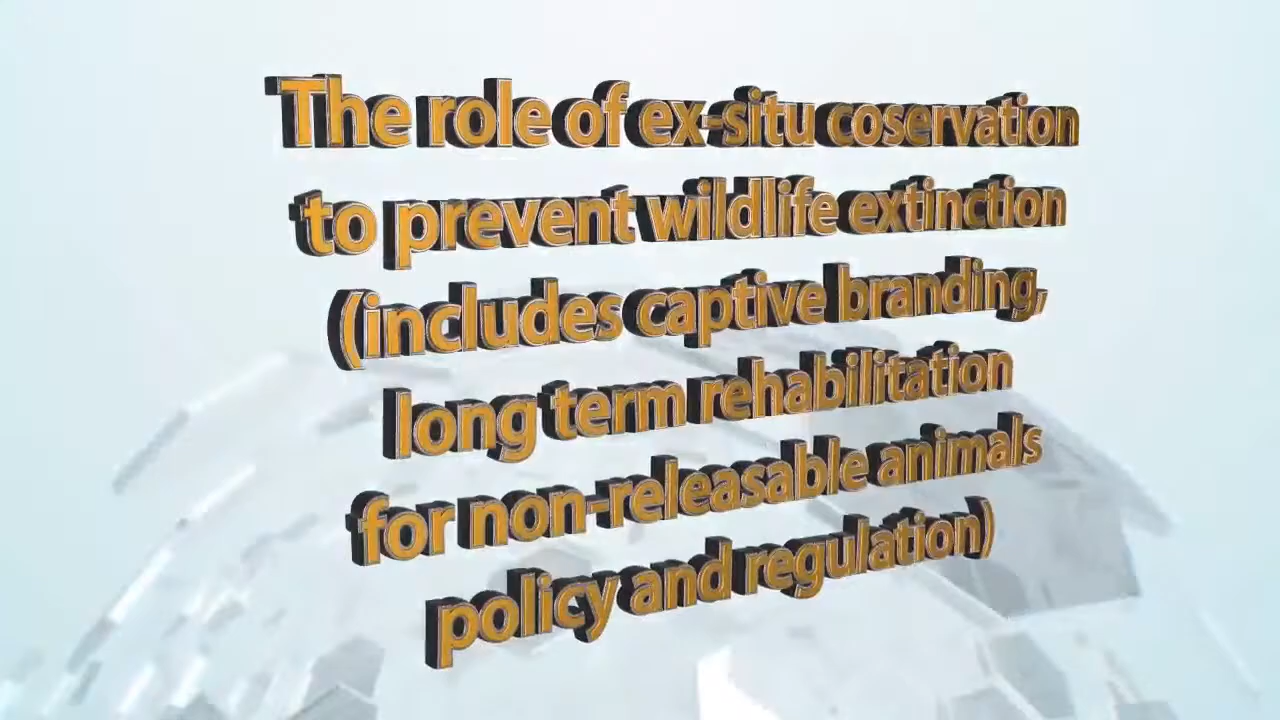 The role of ex-situ coservation
to prevent wildlife extinction
(includes captive branding,
long term rehabilitation
for non-releasable animals
policy and regulation)